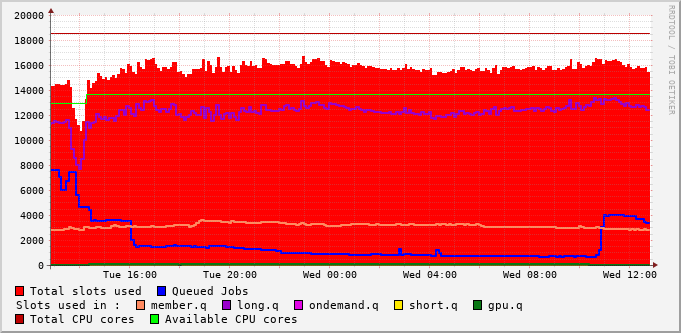 RRDTOOL / TOBI OETIKER
20000
18000
16000
14000
12000
10000
8000
6000
4000
2000
0
Tue 16:00 Tue 20:00 Wed 00:00 Wed 04:00 Wed 08:00 Wed 12:00
Total slots used Queued Jobs
Slots used in : member.q long.q ondemand.q short.q gpu.q
Total CPU cores Available CPU cores